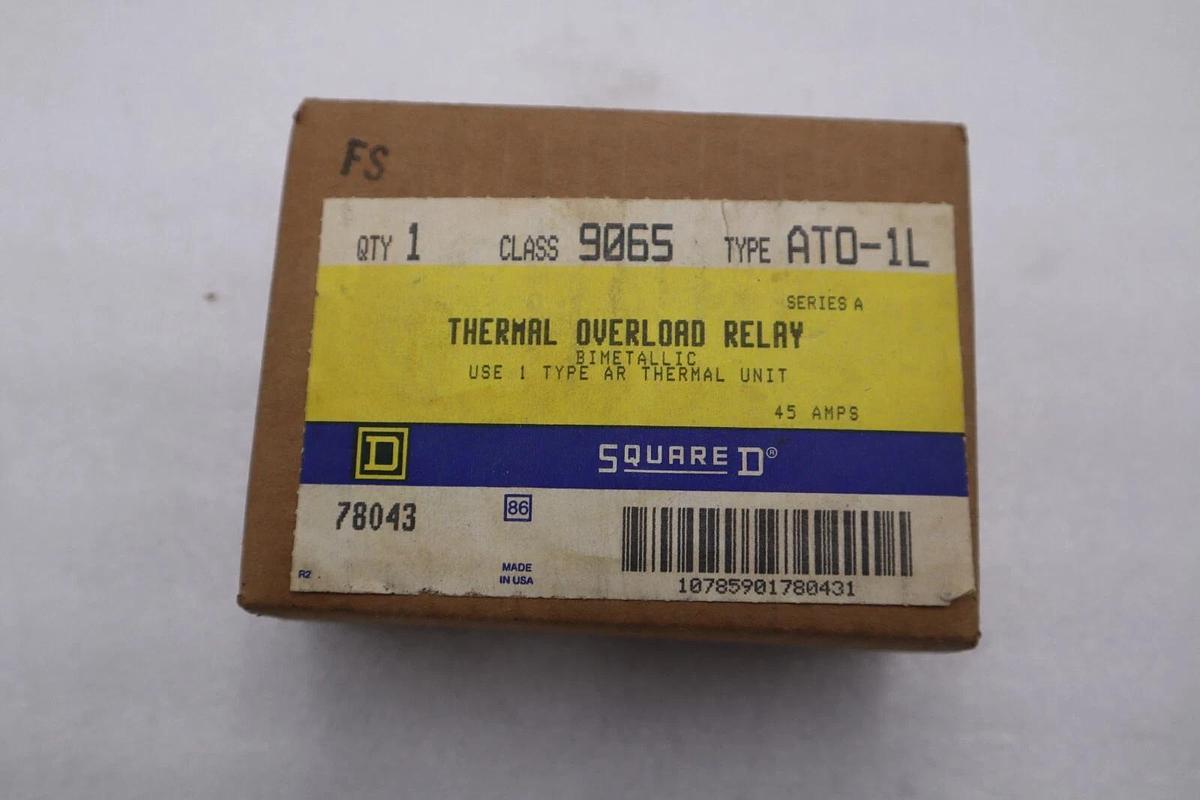 FS
QTY 1 CLASS 9065 TYPE ATO-1L
SERIES A
THERMAL OVERLOAD RELAY
BIMETALLIC
USE 1 TYPE AR THERMAL UNIT
45 AMPS
D SQUARE D®
78043
86
MADE
IN USA
R2
10785901780431